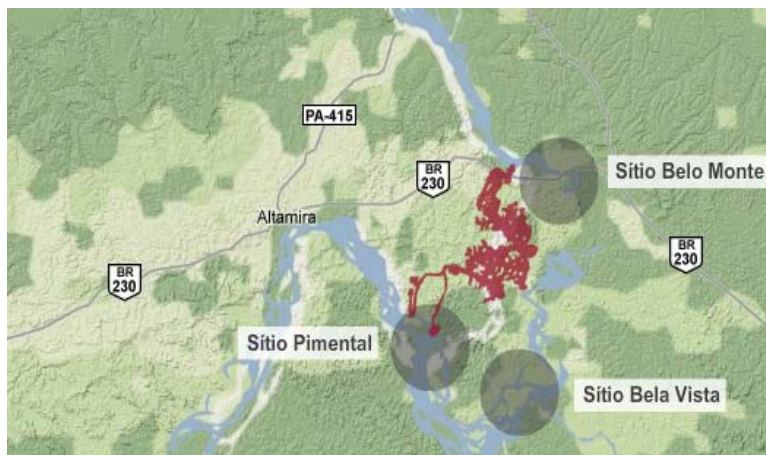 PA-415
BR
230
Sítio Belo Monte
Altamira
BR
230
BR
230
Sítio Pimental
Sítio Bela Vista